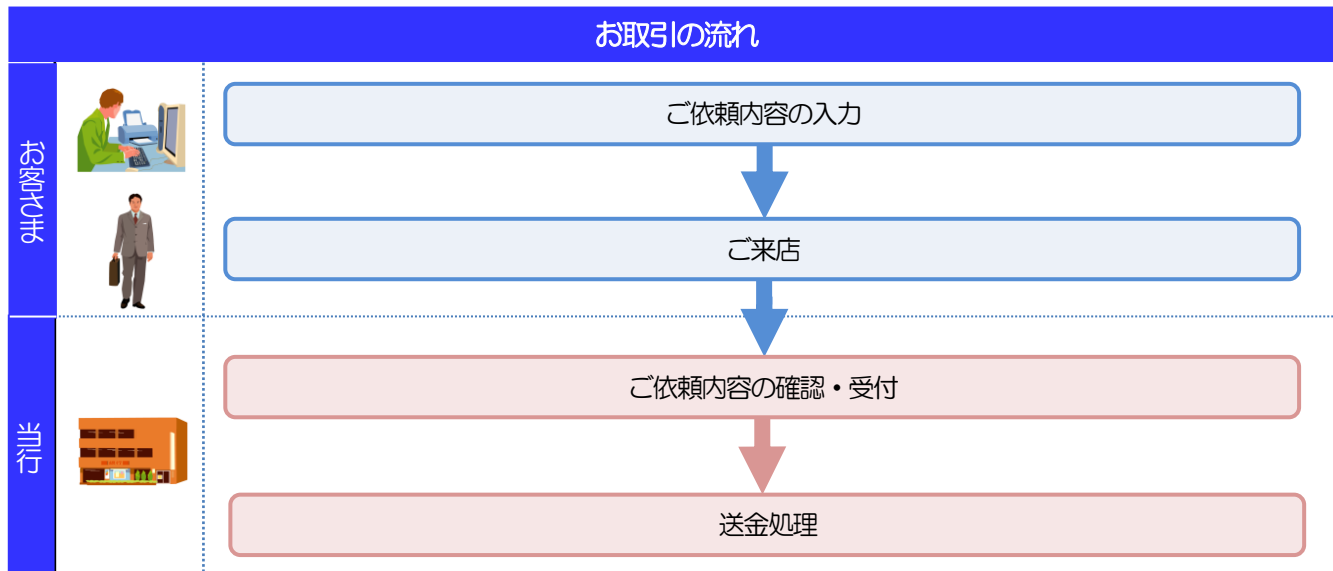 お取引の流れ
お客さま
ご依頼内容の入力
ご来店
当行
ご依頼内容の確認・受付
送金処理